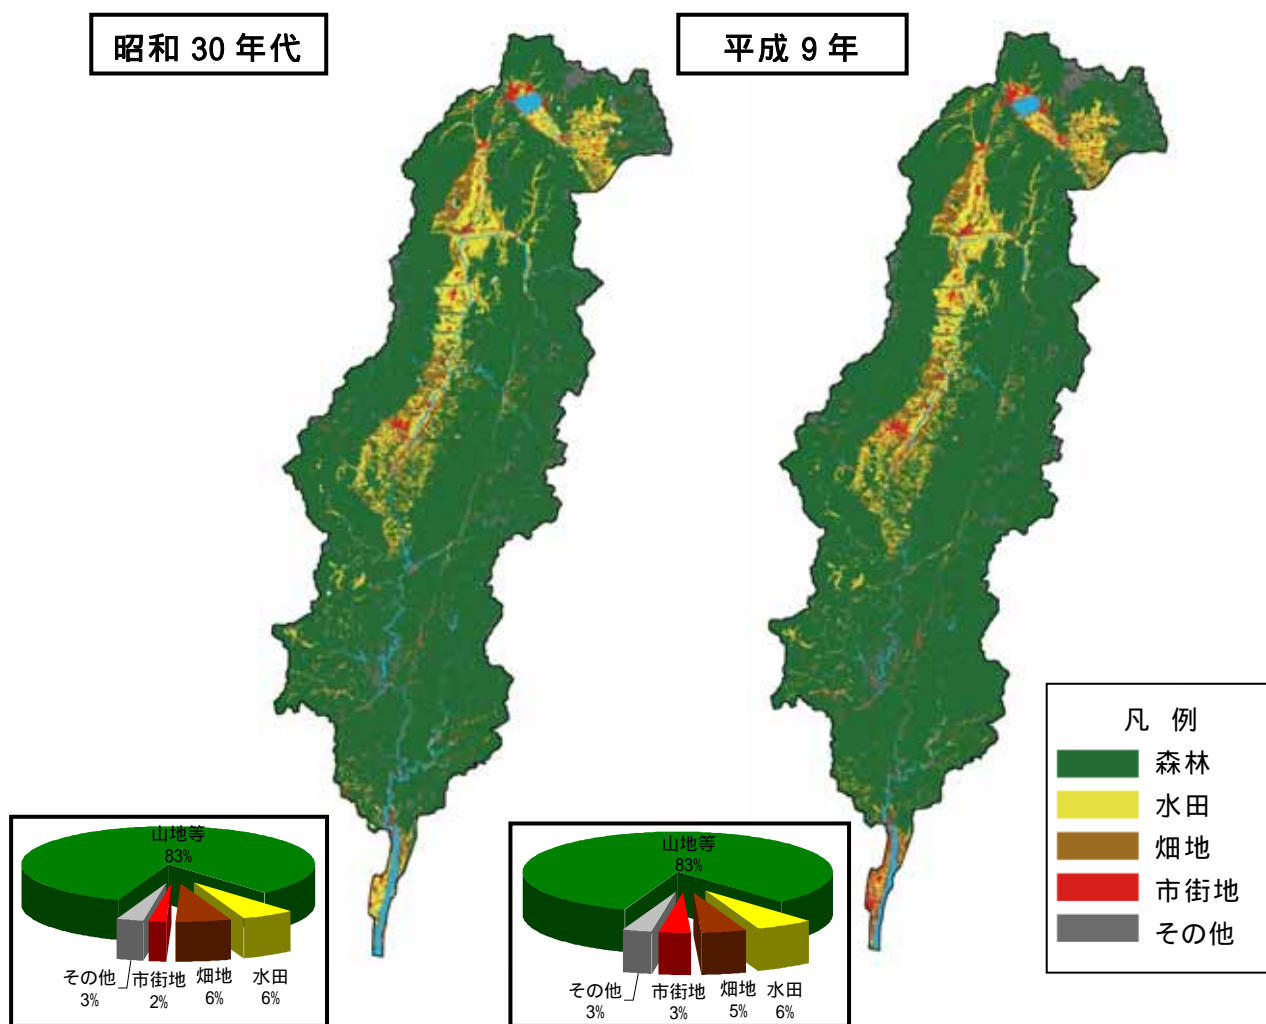 昭和 30 年代
平成 9 年
凡 例
森林
水田
畑地
市街地
その他
山地等
83%
その他
3%
市街地
2%
畑地
6%
水田
6%
山地等
83%
その他
3%
市街地
3%
畑地
5%
水田
6%